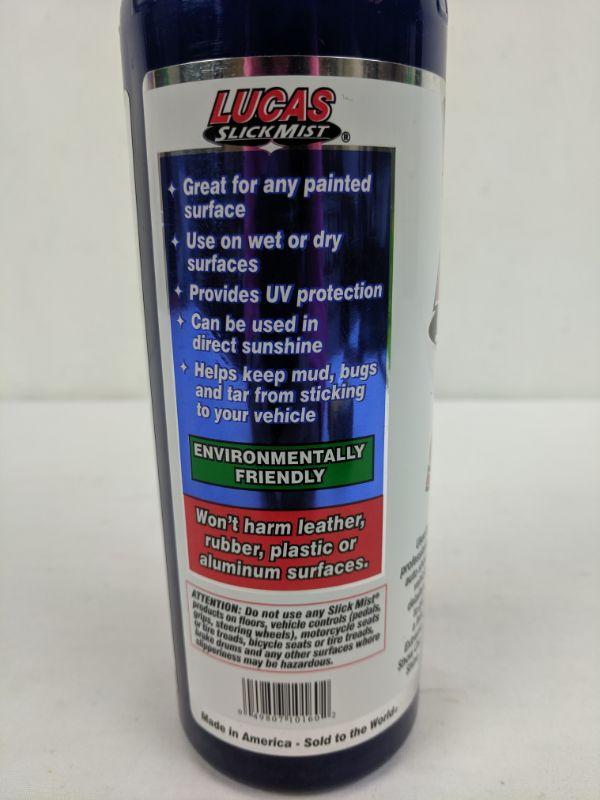 LUCAS
SLICK MIST®
Great for any painted
surface
Use on wet or dry
surfaces
Provides UV protection
Can be used in
direct sunshine
Helps keep mud, bugs
and tar from sticking
to your vehicle
ENVIRONMENTALLY
FRIENDLY
Won't harm leather,
rubber, plastic or
aluminum surfaces.
ATTENTION: Do not use any Slick Mist®
products on floors, vehicle controls (pedals,
grips, steering wheels), motorcycle seats
or tire treads, bicycle seats or tire treads,
brake drums and any other surfaces where
slipperiness may be hazardous.
0 49807 10160 2
Made in America - Sold to the World®